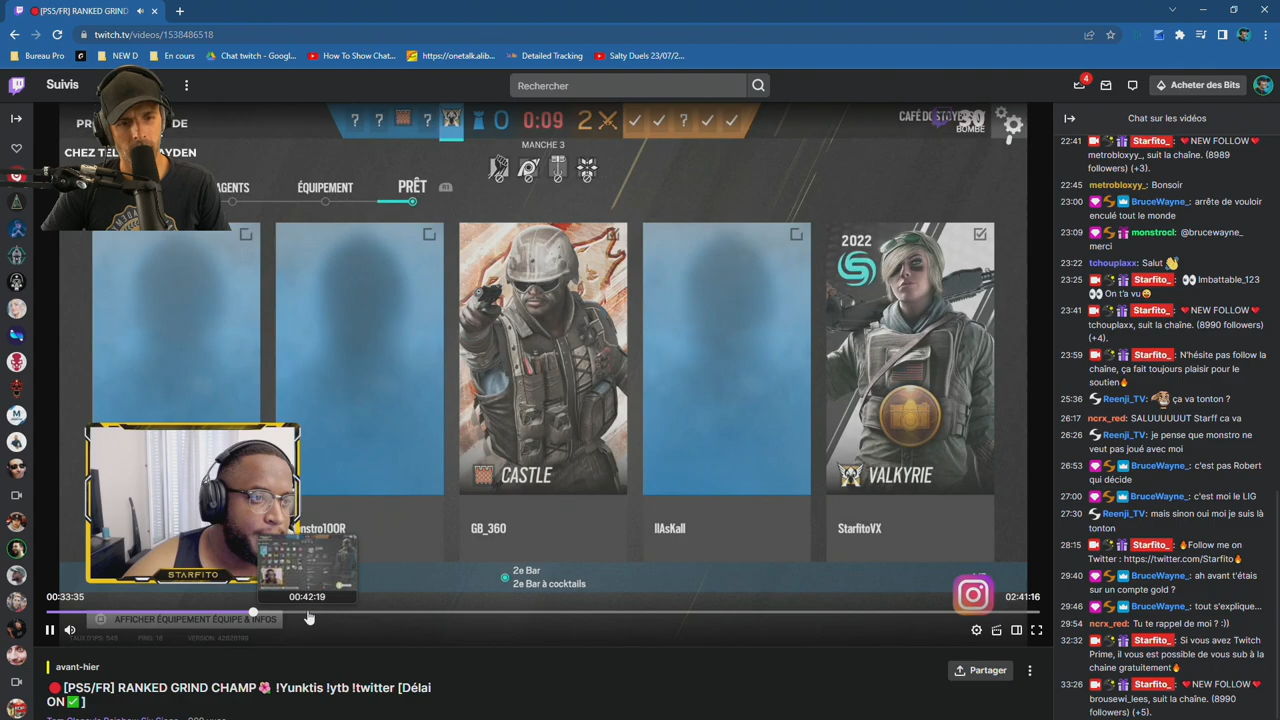 [PS5/FR] RANKED GRIND
twitch.tv/videos/1538486518
Bureau Pro
NEW D
En cours
Chat twitch - Googl...
How To Show Chat...
https://onetalk.alib...
Detailed Tracking
Salty Duels 23/07/2...
Suivis
Rechercher
4
Acheter des Bits
? ? ? 0 0:09 2 ?
MANCHE 3
BOMBE
CHEZ
AYDEN
AGENTS
ÉQUIPEMENT
PRÊT
R1
2022
CASTLE
VALKYRIE
GB_360
IIAsKall
StarfitoVX
STARFITO
2e Bar
2e Bar à cocktails
00:33:35
00:42:19
02:41:16
AFFICHER ÉQUIPEMENT ÉQUIPE & INFOS
avant-hier
[PS5/FR] RANKED GRIND CHAMP !Yunktis !ytb !twitter [Délai
ON ]
Partager
Chat sur les vidéos
22:41 Starfito_ : NEW FOLLOW
metrobloxyy_, suit la chaîne. (8989
followers) (+3).
22:45 metrobloxyy: Bonsoir
23:00 BruceWayne_: arrête de vouloir
enculé tout le monde
23:09 monstrocl: @brucewayne_
merci
23:22 tchouplaxx: Salut
23:25 Starfito_ : Imbattable_123
On t'a vu
23:41 Starfito_ : NEW FOLLOW
tchouplaxx, suit la chaîne. (8990 followers)
(+4).
23:59 Starfito_ : N'hésite pas follow la
chaîne, ça fait toujours plaisir pour le
soutien
25:36 Reenji_TV: ça va tonton ?
26:17 ncrx_red: SALUUUUUUT Starff ca va
26:26 Reenji_TV: je pense que monstro ne
veut pas joué avec moi
26:53 BruceWayne_: c'est pas Robert
qui décide
27:00 BruceWayne_: c'est moi le LIG
27:30 Reenji_TV: mais sinon oui moi je suis là
tonton
28:15 Starfito_ : Follow me on
Twitter : https://twitter.com/Starfito
29:40 BruceWayne_: ah avant t'étais
sur un compte gold ?
29:46 BruceWayne_: tout s'explique...
29:54 ncrx_red: Tu te rappel de moi ? :))
32:32 Starfito_ : Si vous avez Twitch
Prime, il vous est possible de vous sub à la
chaine gratuitement
33:26 Starfito_ : NEW FOLLOW
brousewi_lees, suit la chaîne. (8990
followers) (+5).